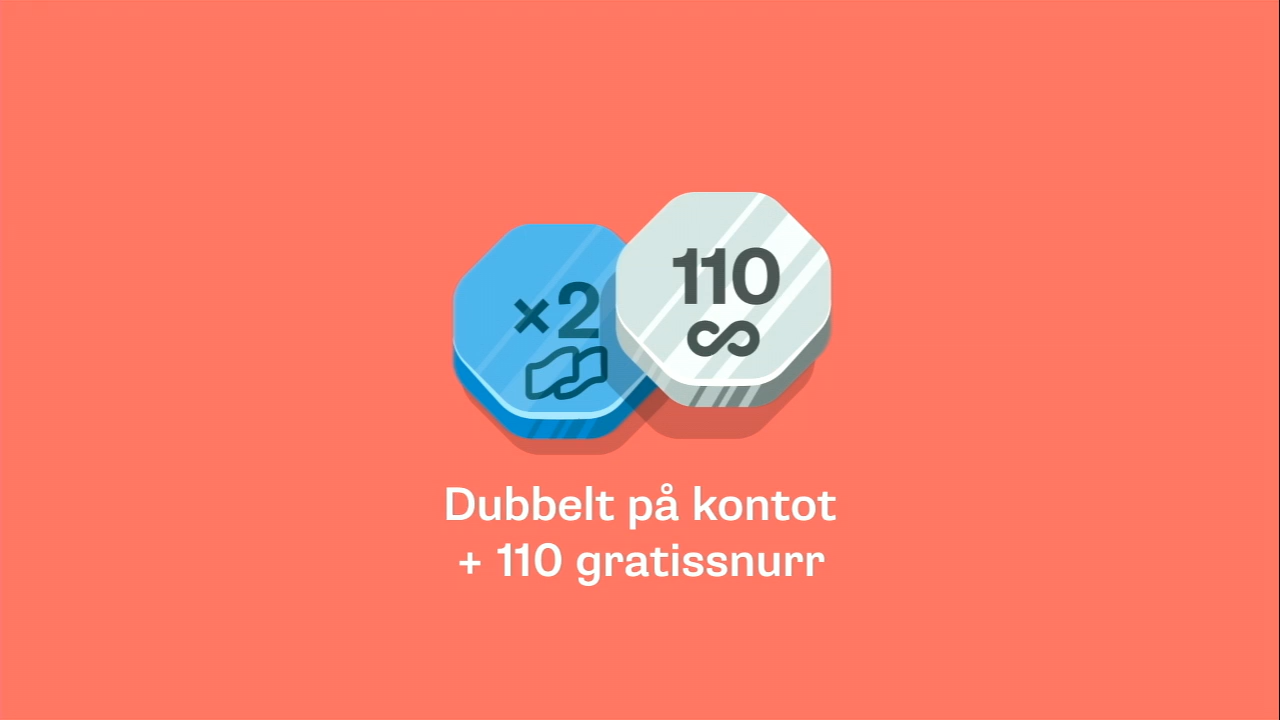 ×2
110
Dubbelt på kontot
+ 110 gratissnurr